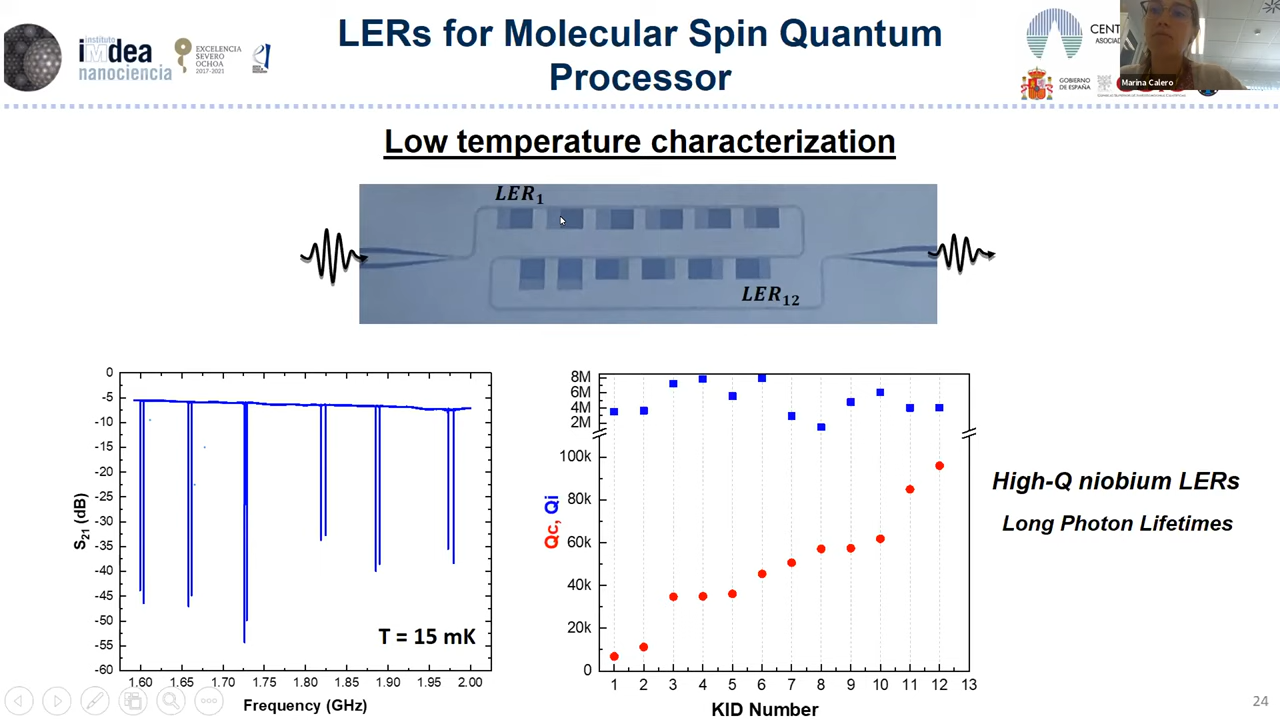 LERs for Molecular Spin Quantum
Processor
instituto
iMdea
nanociencia
EXCELENCIA
SEVERO
OCHOA
2017-2021
CENT
ASOCIAD
GOBIERNO
DE ESPAÑA
Marina Calero
Low temperature characterization
LER1
LER12
0
-5
-10
-15
-20
-25
-30
-35
-40
-45
-50
-55
-60
S21 (dB)
T = 15 mK
1.60 1.65 1.70 1.75 1.80 1.85 1.90 1.95 2.00
Frequency (GHz)
8M
6M
4M
2M
100k
80k
60k
40k
20k
0
Qc, Qi
1 2 3 4 5 6 7 8 9 10 11 12 13
KID Number
High-Q niobium LERs
Long Photon Lifetimes
24